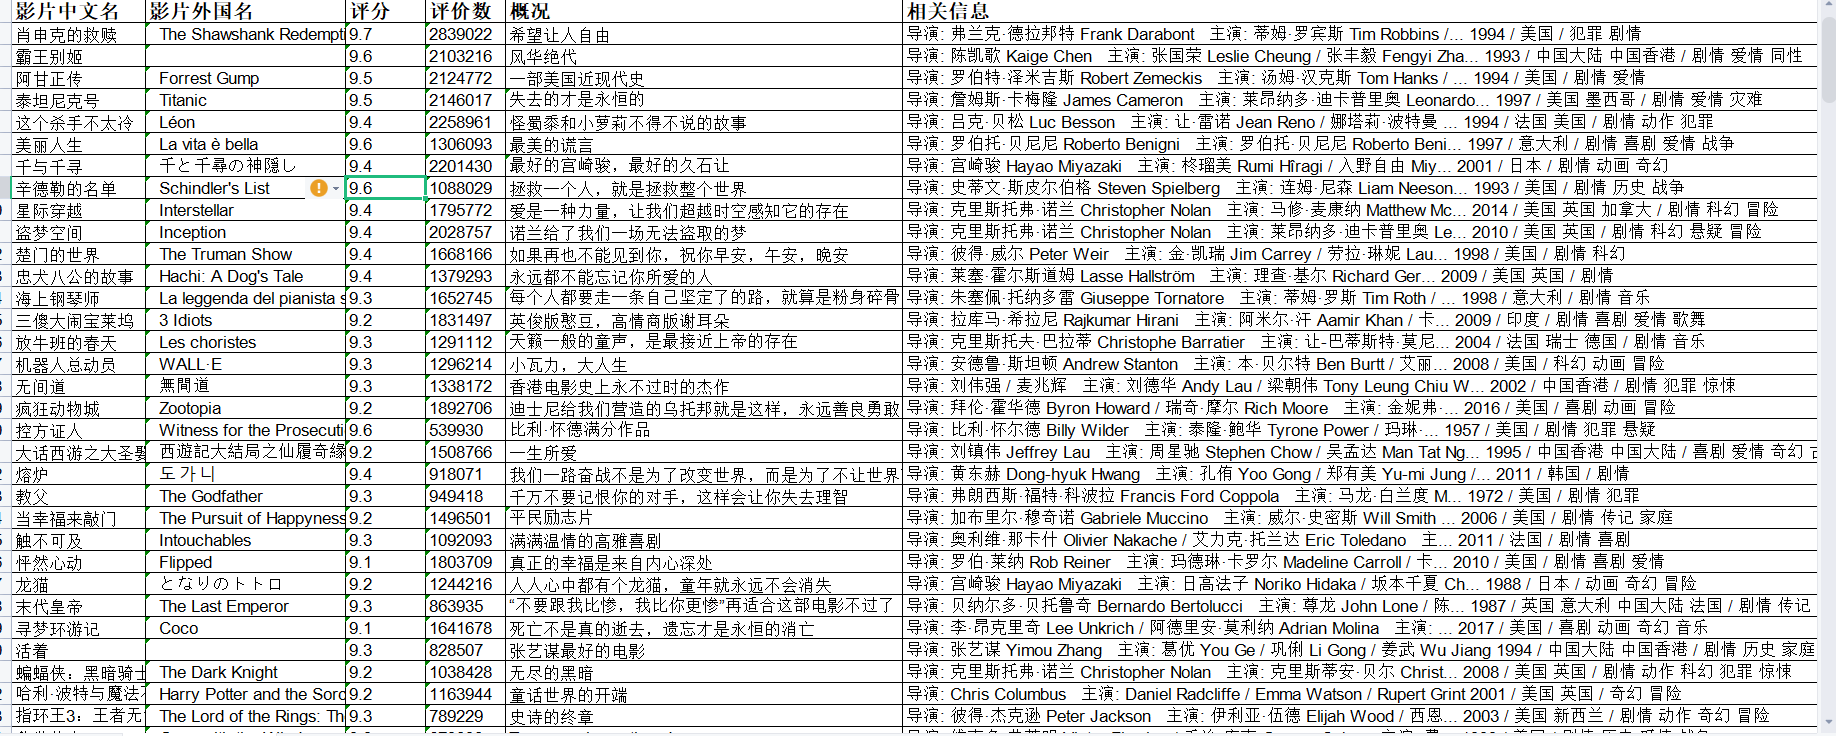 影片中文名 影片外国名 评分 评价数 概况 相关信息
肖申克的救赎 The Shawshank Redempti 9.7 2839022 希望让人自由 导演: 弗兰克·德拉邦特 Frank Darabont 主演: 蒂姆·罗宾斯 Tim Robbins /... 1994 / 美国 / 犯罪 剧情
霸王别姬 9.6 2103216 风华绝代 导演: 陈凯歌 Kaige Chen 主演: 张国荣 Leslie Cheung / 张丰毅 Fengyi Zha... 1993 / 中国大陆 中国香港 / 剧情 爱情 同性
阿甘正传 Forrest Gump 9.5 2124772 一部美国近现代史 导演: 罗伯特·泽米吉斯 Robert Zemeckis 主演: 汤姆·汉克斯 Tom Hanks / ... 1994 / 美国 / 剧情 爱情
泰坦尼克号 Titanic 9.5 2146017 失去的才是永恒的 导演: 詹姆斯·卡梅隆 James Cameron 主演: 莱昂纳多·迪卡普里奥 Leonardo... 1997 / 美国 墨西哥 / 剧情 爱情 灾难
这个杀手不太冷 Léon 9.4 2258961 怪蜀黍和小萝莉不得不说的故事 导演: 吕克·贝松 Luc Besson 主演: 让·雷诺 Jean Reno / 娜塔莉·波特曼 ... 1994 / 法国 美国 / 剧情 动作 犯罪
美丽人生 La vita è bella 9.6 1306093 最美的谎言 导演: 罗伯托·贝尼尼 Roberto Benigni 主演: 罗伯托·贝尼尼 Roberto Beni... 1997 / 意大利 / 剧情 喜剧 爱情 战争
千与千寻 千と千尋の神隠し 9.4 2201430 最好的宫崎骏，最好的久石让 导演: 宫崎骏 Hayao Miyazaki 主演: 柊瑠美 Rumi Hîragi / 入野自由 Miy... 2001 / 日本 / 剧情 动画 奇幻
辛德勒的名单 Schindler's List 9.6 1088029 拯救一个人，就是拯救整个世界 导演: 史蒂文·斯皮尔伯格 Steven Spielberg 主演: 连姆·尼森 Liam Neeson... 1993 / 美国 / 剧情 历史 战争
星际穿越 Interstellar 9.4 1795772 爱是一种力量，让我们超越时空感知它的存在 导演: 克里斯托弗·诺兰 Christopher Nolan 主演: 马修·麦康纳 Matthew Mc... 2014 / 美国 英国 加拿大 / 剧情 科幻 冒险
盗梦空间 Inception 9.4 2028757 诺兰给了我们一场无法盗取的梦 导演: 克里斯托弗·诺兰 Christopher Nolan 主演: 莱昂纳多·迪卡普里奥 Le... 2010 / 美国 英国 / 剧情 科幻 悬疑 冒险
楚门的世界 The Truman Show 9.4 1668166 如果再也不能见到你，祝你早安，午安，晚安 导演: 彼得·威尔 Peter Weir 主演: 金·凯瑞 Jim Carrey / 劳拉·琳妮 Lau... 1998 / 美国 / 剧情 科幻
忠犬八公的故事 Hachi: A Dog's Tale 9.4 1379293 永远都不能忘记你所爱的人 导演: 莱塞·霍尔斯道姆 Lasse Hallström 主演: 理查·基尔 Richard Ger... 2009 / 美国 英国 / 剧情
海上钢琴师 La leggenda del pianista s 9.3 1652745 每个人都要走一条自己坚定了的路，就算是粉身碎骨 导演: 朱塞佩·托纳多雷 Giuseppe Tornatore 主演: 蒂姆·罗斯 Tim Roth / ... 1998 / 意大利 / 剧情 音乐
三傻大闹宝莱坞 3 Idiots 9.2 1831497 英俊版憨豆，高情商版谢耳朵 导演: 拉库马·希拉尼 Rajkumar Hirani 主演: 阿米尔·汗 Aamir Khan / 卡... 2009 / 印度 / 剧情 喜剧 爱情 歌舞
放牛班的春天 Les choristes 9.3 1291112 天籁一般的童声，是最接近上帝的存在 导演: 克里斯托夫·巴拉蒂 Christophe Barratier 主演: 让-巴蒂斯特·莫尼... 2004 / 法国 瑞士 德国 / 剧情 音乐
机器人总动员 WALL·E 9.3 1296214 小瓦力，大人生 导演: 安德鲁·斯坦顿 Andrew Stanton 主演: 本·贝尔特 Ben Burtt / 艾丽... 2008 / 美国 / 科幻 动画 冒险
无间道 無間道 9.3 1338172 香港电影史上永不过时的杰作 导演: 刘伟强 / 麦兆辉 主演: 刘德华 Andy Lau / 梁朝伟 Tony Leung Chiu W... 2002 / 中国香港 / 剧情 犯罪 惊悚
疯狂动物城 Zootopia 9.2 1892706 迪士尼给我们营造的乌托邦就是这样，永远善良勇敢 导演: 拜伦·霍华德 Byron Howard / 瑞奇·摩尔 Rich Moore 主演: 金妮弗·... 2016 / 美国 / 喜剧 动画 冒险
控方证人 Witness for the Prosecuti 9.6 539930 比利·怀德满分作品 导演: 比利·怀尔德 Billy Wilder 主演: 泰隆·鲍华 Tyrone Power / 玛琳·... 1957 / 美国 / 剧情 犯罪 悬疑
大话西游之大圣娶 西遊記大結局之仙履奇緣 9.2 1508766 一生所爱 导演: 刘镇伟 Jeffrey Lau 主演: 周星驰 Stephen Chow / 吴孟达 Man Tat Ng... 1995 / 中国香港 中国大陆 / 喜剧 爱情 奇幻 古
熔炉 도가니 9.4 918071 我们一路奋战不是为了改变世界，而是为了不让世界 导演: 黄东赫 Dong-hyuk Hwang 主演: 孔侑 Yoo Gong / 郑有美 Yu-mi Jung /... 2011 / 韩国 / 剧情
教父 The Godfather 9.3 949418 千万不要记恨你的对手，这样会让你失去理智 导演: 弗朗西斯·福特·科波拉 Francis Ford Coppola 主演: 马龙·白兰度 M... 1972 / 美国 / 剧情 犯罪
当幸福来敲门 The Pursuit of Happyness 9.2 1496501 平民励志片 导演: 加布里尔·穆奇诺 Gabriele Muccino 主演: 威尔·史密斯 Will Smith ... 2006 / 美国 / 剧情 传记 家庭
触不可及 Intouchables 9.3 1092093 满满温情的高雅喜剧 导演: 奥利维·那卡什 Olivier Nakache / 艾力克·托兰达 Eric Toledano 主... 2011 / 法国 / 剧情 喜剧
怦然心动 Flipped 9.1 1803709 真正的幸福是来自内心深处 导演: 罗伯·莱纳 Rob Reiner 主演: 玛德琳·卡罗尔 Madeline Carroll / 卡... 2010 / 美国 / 剧情 喜剧 爱情
龙猫 となりのトトロ 9.2 1244216 人人心中都有个龙猫，童年就永远不会消失 导演: 宫崎骏 Hayao Miyazaki 主演: 日高法子 Noriko Hidaka / 坂本千夏 Ch... 1988 / 日本 / 动画 奇幻 冒险
末代皇帝 The Last Emperor 9.3 863935 “不要跟我比惨，我比你更惨”再适合这部电影不过了 导演: 贝纳尔多·贝托鲁奇 Bernardo Bertolucci 主演: 尊龙 John Lone / 陈... 1987 / 英国 意大利 中国大陆 法国 / 剧情 传记
寻梦环游记 Coco 9.1 1641678 死亡不是真的逝去，遗忘才是永恒的消亡 导演: 李·昂克里奇 Lee Unkrich / 阿德里安·莫利纳 Adrian Molina 主演: ... 2017 / 美国 / 喜剧 动画 奇幻 音乐
活着 9.3 828507 张艺谋最好的电影 导演: 张艺谋 Yimou Zhang 主演: 葛优 You Ge / 巩俐 Li Gong / 姜武 Wu Jiang 1994 / 中国大陆 中国香港 / 剧情 历史 家庭
蝙蝠侠：黑暗骑士 The Dark Knight 9.2 1038428 无尽的黑暗 导演: 克里斯托弗·诺兰 Christopher Nolan 主演: 克里斯蒂安·贝尔 Christ... 2008 / 美国 英国 / 剧情 动作 科幻 犯罪 惊悚
哈利·波特与魔法 Harry Potter and the Sorc 9.2 1163944 童话世界的开端 导演: Chris Columbus 主演: Daniel Radcliffe / Emma Watson / Rupert Grint 2001 / 美国 英国 / 奇幻 冒险
指环王3：王者无 The Lord of the Rings: Th 9.3 789229 史诗的终章 导演: 彼得·杰克逊 Peter Jackson 主演: 伊利亚·伍德 Elijah Wood / 西恩... 2003 / 美国 新西兰 / 剧情 动作 奇幻 冒险